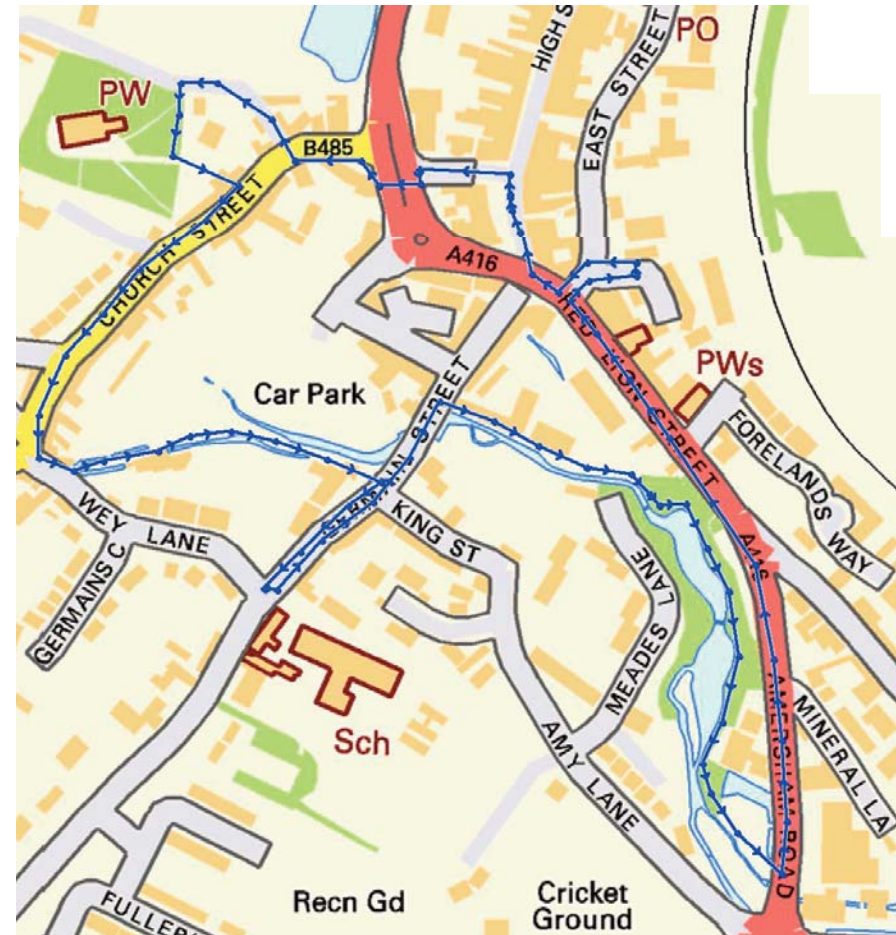 PO
HIGH S
EAST STREET
PW
B485
CHURCH STREET
A416
RED LION STREET
PWs
Car Park
GERMAIN STREET
FORELANDS WAY
WEY LANE
KING ST
A416
GERMAINS C
MEADES LANE
AMERSHAM ROAD
MINERAL LA
Sch
AMY LANE
Recn Gd
Cricket
Ground